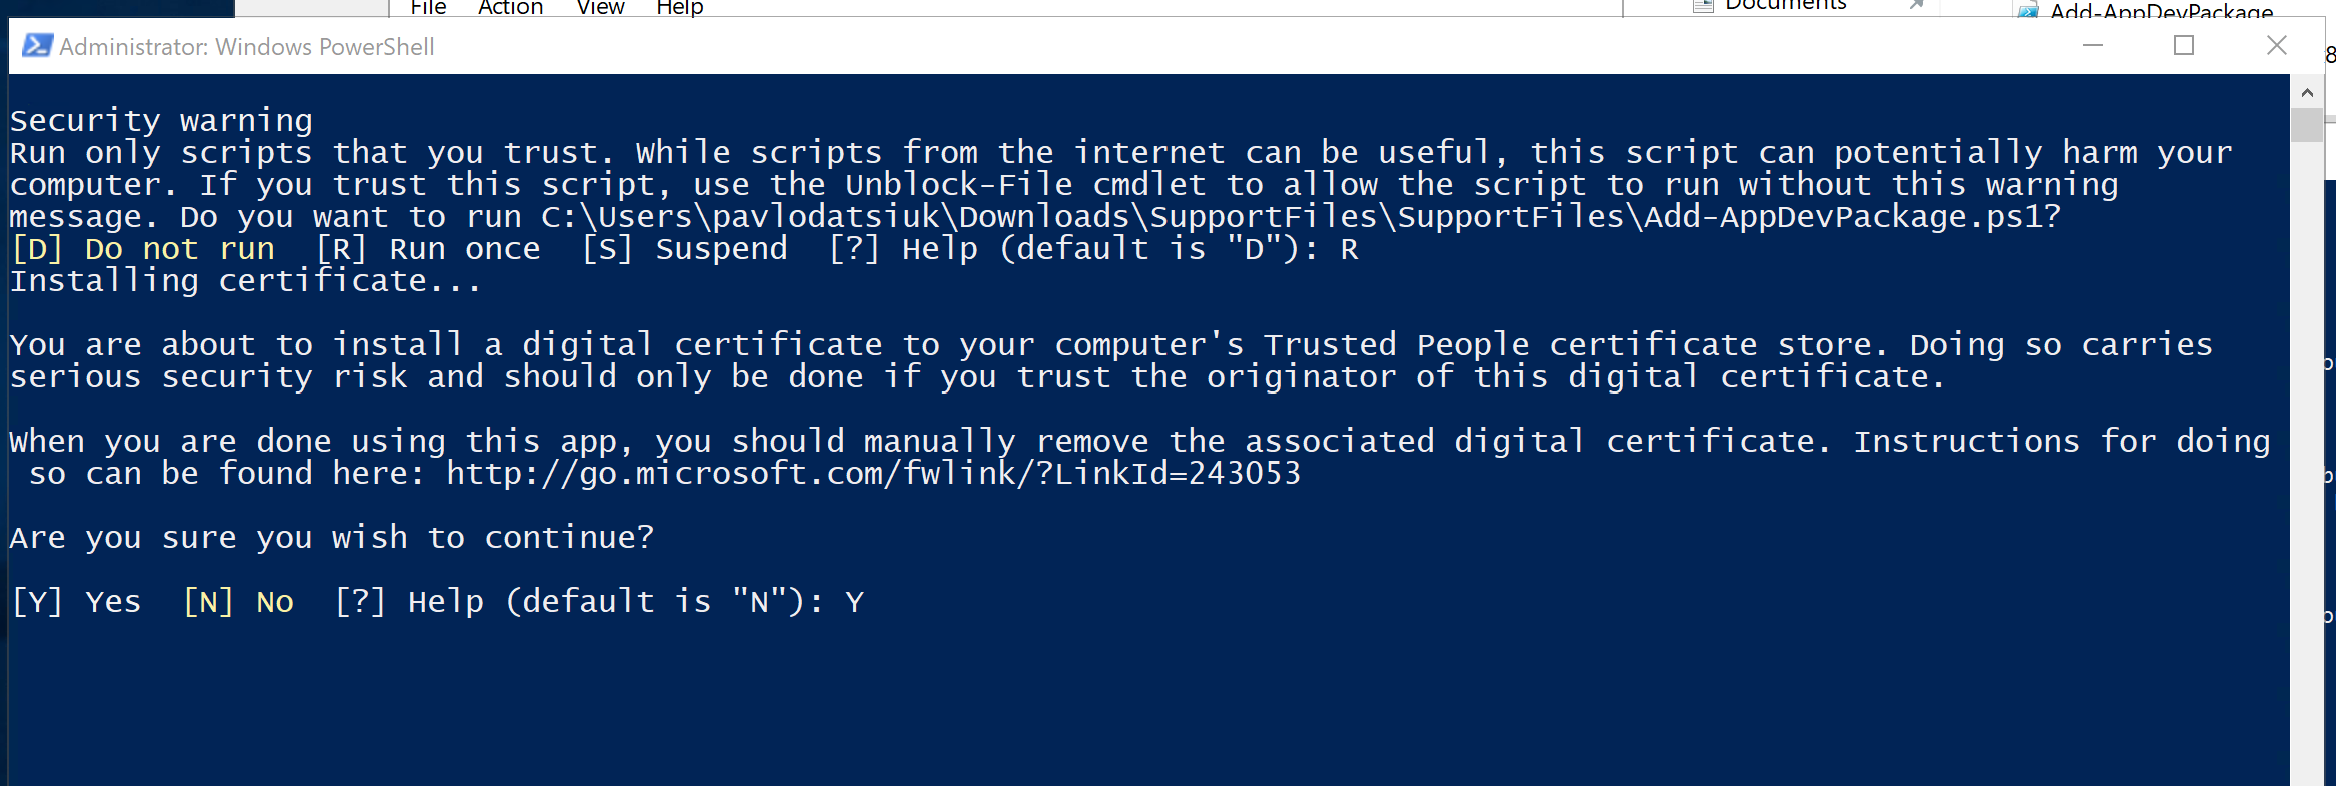 File Action View Help
Documents
Add-AppDevPackage
Administrator: Windows PowerShell
8
Security warning
Run only scripts that you trust. While scripts from the internet can be useful, this script can potentially harm your
computer. If you trust this script, use the Unblock-File cmdlet to allow the script to run without this warning
message. Do you want to run C:\Users\pavlodatsiuk\Downloads\SupportFiles\SupportFiles\Add-AppDevPackage.ps1?
[D] Do not run  [R] Run once  [S] Suspend  [?] Help (default is "D"): R
Installing certificate...
You are about to install a digital certificate to your computer's Trusted People certificate store. Doing so carries
serious security risk and should only be done if you trust the originator of this digital certificate.
When you are done using this app, you should manually remove the associated digital certificate. Instructions for doing
 so can be found here: http://go.microsoft.com/fwlink/?LinkId=243053
Are you sure you wish to continue?
[Y] Yes  [N] No  [?] Help (default is "N"): Y